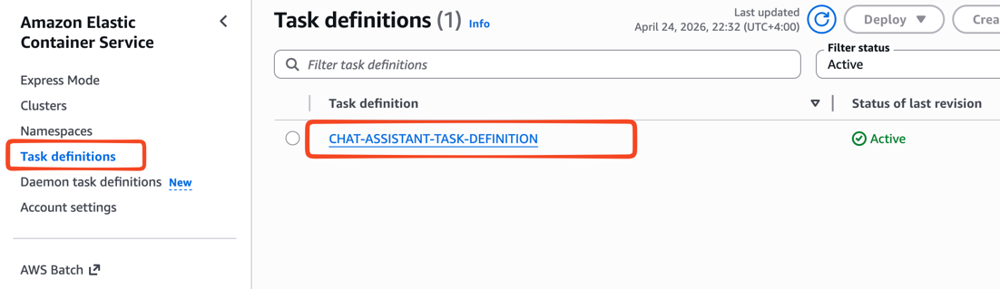 Amazon Elastic
Container Service
Express Mode
Clusters
Namespaces
Task definitions
Daemon task definitions New
Account settings
AWS Batch
Task definitions (1) Info
Last updated
April 24, 2026, 22:32 (UTC+4:00)
Deploy
Crea
Filter task definitions
Filter status
Active
Task definition
Status of last revision
CHAT-ASSISTANT-TASK-DEFINITION
Active